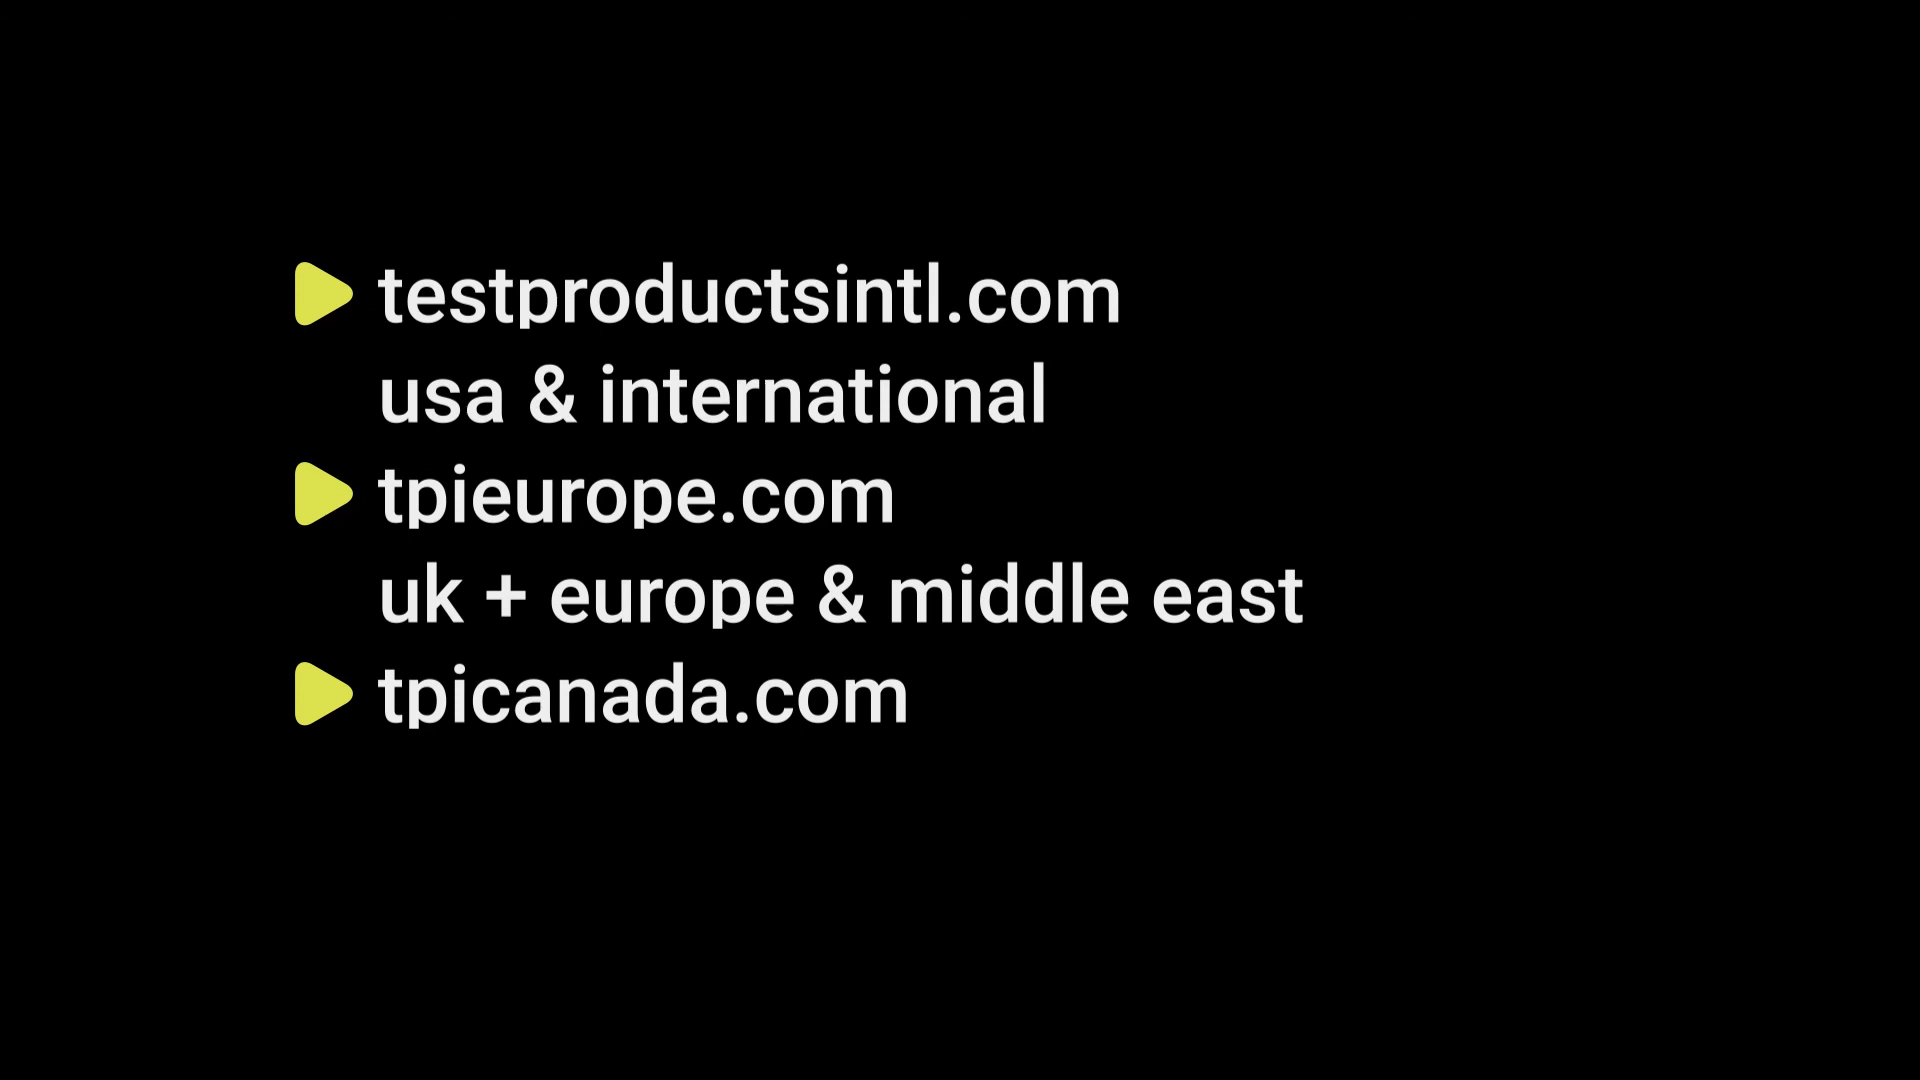 testproductsintl.com
usa & international
tpieurope.com
uk + europe & middle east
tpicanada.com